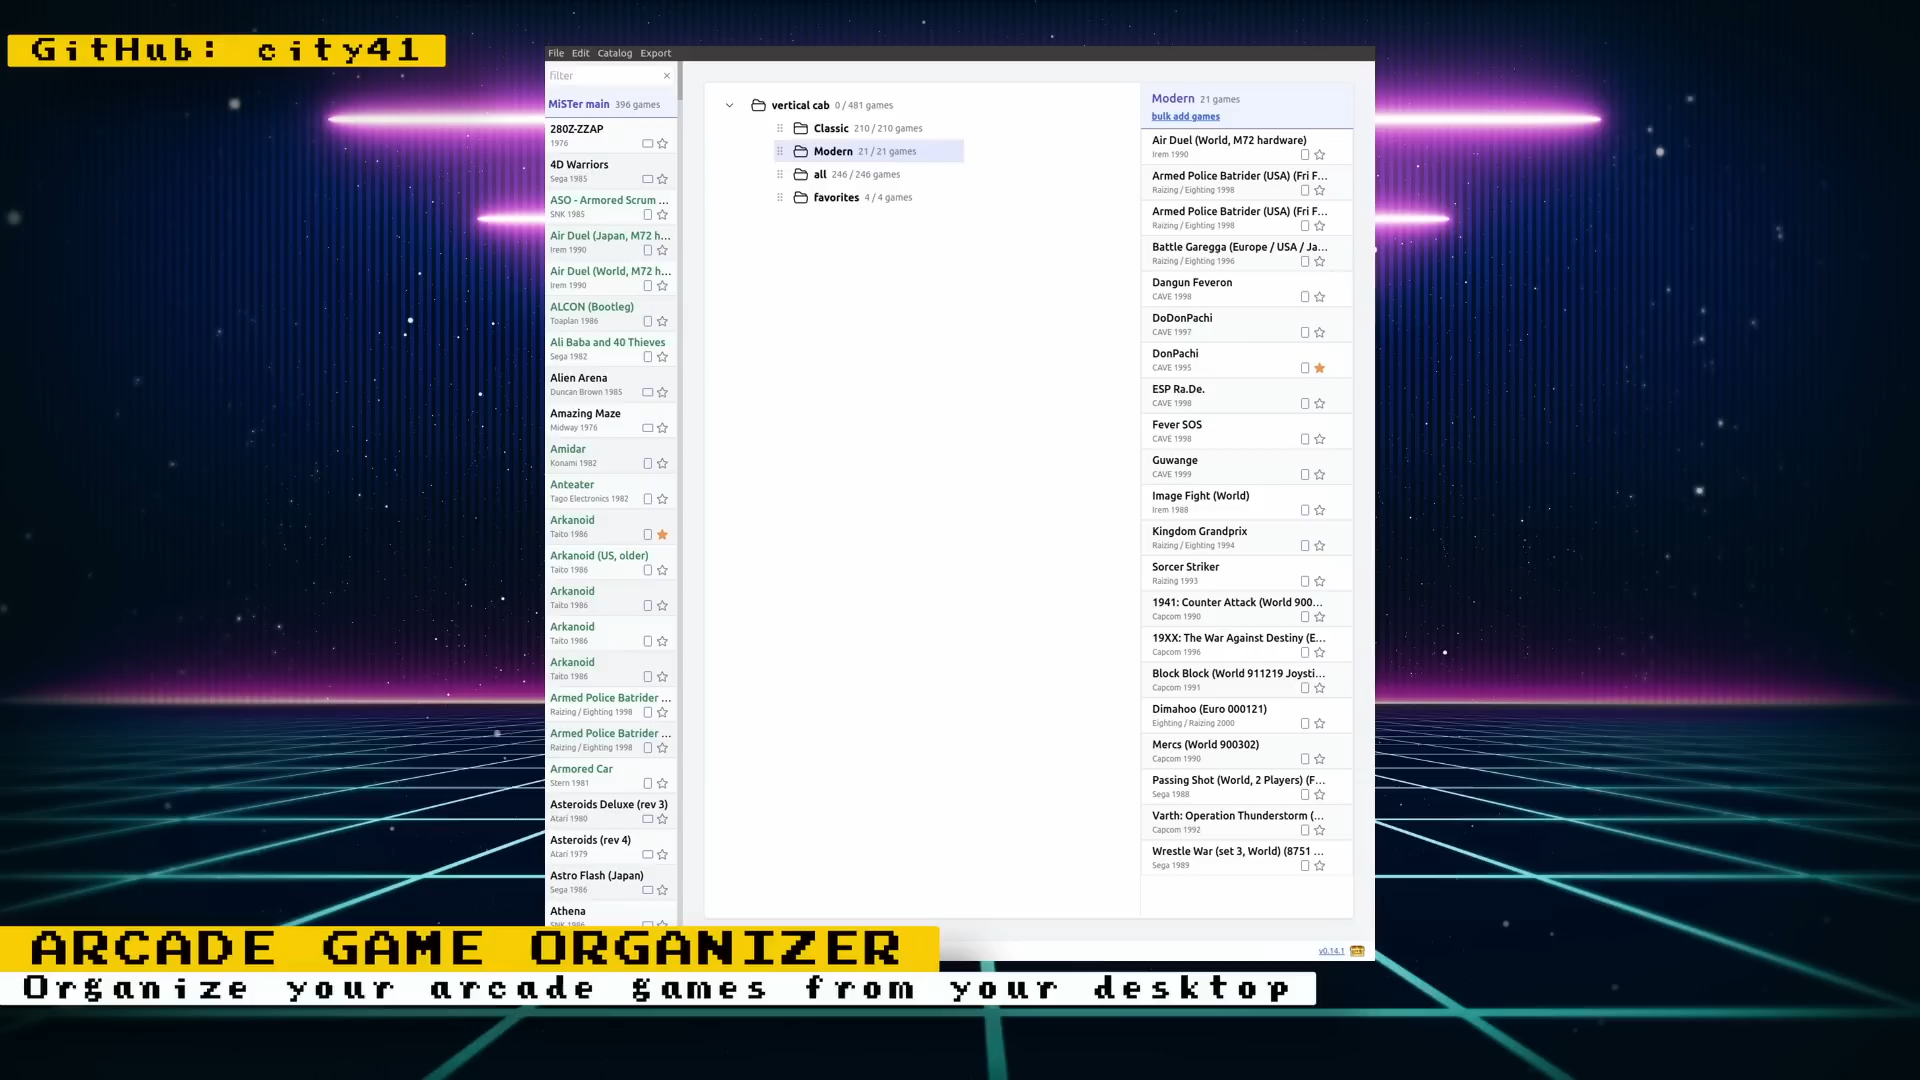 GitHub: city41
File Edit Catalog Export
filter
MiSTer main 396 games
280Z-ZZAP
1976
4D Warriors
Sega 1985
ASO - Armored Scrum ...
SNK 1985
Air Duel (Japan, M72 h...
Irem 1990
Air Duel (World, M72 h...
Irem 1990
ALCON (Bootleg)
Toaplan 1986
Ali Baba and 40 Thieves
Sega 1982
Alien Arena
Duncan Brown 1985
Amazing Maze
Midway 1976
Amidar
Konami 1982
Anteater
Tago Electronics 1982
Arkanoid
Taito 1986
Arkanoid (US, older)
Taito 1986
Arkanoid
Taito 1986
Arkanoid
Taito 1986
Arkanoid
Taito 1986
Armed Police Batrider ...
Raizing / Eighting 1998
Armed Police Batrider ...
Raizing / Eighting 1998
Armored Car
Stern 1981
Asteroids Deluxe (rev 3)
Atari 1980
Asteroids (rev 4)
Atari 1979
Astro Flash (Japan)
Sega 1986
Athena
SNK 1986
vertical cab 0 / 481 games
Classic 210 / 210 games
Modern 21 / 21 games
all 246 / 246 games
favorites 4 / 4 games
Modern 21 games
bulk add games
Air Duel (World, M72 hardware)
Irem 1990
Armed Police Batrider (USA) (Fri F...
Raizing / Eighting 1998
Armed Police Batrider (USA) (Fri F...
Raizing / Eighting 1998
Battle Garegga (Europe / USA / Ja...
Raizing / Eighting 1996
Dangun Feveron
CAVE 1998
DoDonPachi
CAVE 1997
DonPachi
CAVE 1995
ESP Ra.De.
CAVE 1998
Fever SOS
CAVE 1998
Guwange
CAVE 1999
Image Fight (World)
Irem 1988
Kingdom Grandprix
Raizing / Eighting 1994
Sorcer Striker
Raizing 1993
1941: Counter Attack (World 900...
Capcom 1990
19XX: The War Against Destiny (E...
Capcom 1996
Block Block (World 911219 Joysti...
Capcom 1991
Dimahoo (Euro 000121)
Eighting / Raizing 2000
Mercs (World 900302)
Capcom 1990
Passing Shot (World, 2 Players) (F...
Sega 1988
Varth: Operation Thunderstorm (...
Capcom 1992
Wrestle War (set 3, World) (8751 ...
Sega 1989
v0.14.1
ARCADE GAME ORGANIZER
Organize your arcade games from your desktop